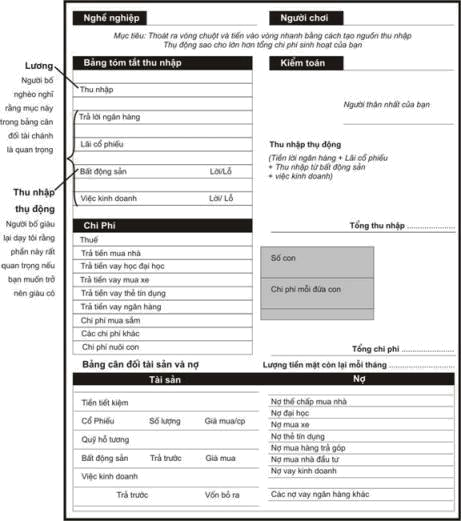 Nghề nghiệp
Người chơi
Mục tiêu: Thoát ra vòng chuột và tiến vào vòng nhanh bằng cách tạo nguồn thu nhập
Thụ động sao cho lớn hơn tổng chi phí sinh hoạt của bạn
Lương
Người bố
nghèo nghĩ
rằng mục này
trong bảng cân
đối tài chánh
là quan trọng
Thu nhập
thụ động
Người bố giàu
lại dạy tôi rằng
phần này rất
quan trọng nếu
bạn muốn trở
nên giàu có
Bảng tóm tắt thu nhập
Thu nhập
Trả lời ngân hàng
Lãi cổ phiếu
Bất động sản Lời/Lỗ
Việc kinh doanh Lời/ Lỗ
Kiểm toán
Người thân nhất của bạn
Thu nhập thụ động
(Tiền lời ngân hàng + Lãi cổ phiếu
+ Thu nhập từ bất động sản
+ việc kinh doanh)
Tổng thu nhập ......................
Chi Phí
Thuế
Trả tiền mua nhà
Trả tiền vay học đại học
Trả tiền vay mua xe
Trả tiền vay thẻ tín dụng
Trả tiền vay ngân hàng
Chi phí mua sắm
Các chi phí khác
Chi phí nuôi con
Số con
Chi phí mỗi đứa con
Tổng chi phí ......................
Bảng cân đối tài sản và nợ
Lượng tiền mặt còn lại mỗi tháng ......................
Tài sản
Tiền tiết kiệm
Cổ Phiếu Số lượng Giá mua/cp
Quỹ hỗ tương
Bất động sản Trả trước Giá mua
Việc kinh doanh
Trả trước Vốn bỏ ra
Nợ
Nợ thế chấp mua nhà
Nợ đại học
Nợ mua xe
Nợ thẻ tín dụng
Nợ mua hàng trả góp
Nợ mua nhà đầu tư
Nợ vay kinh doanh
Các nợ vay ngân hàng khác